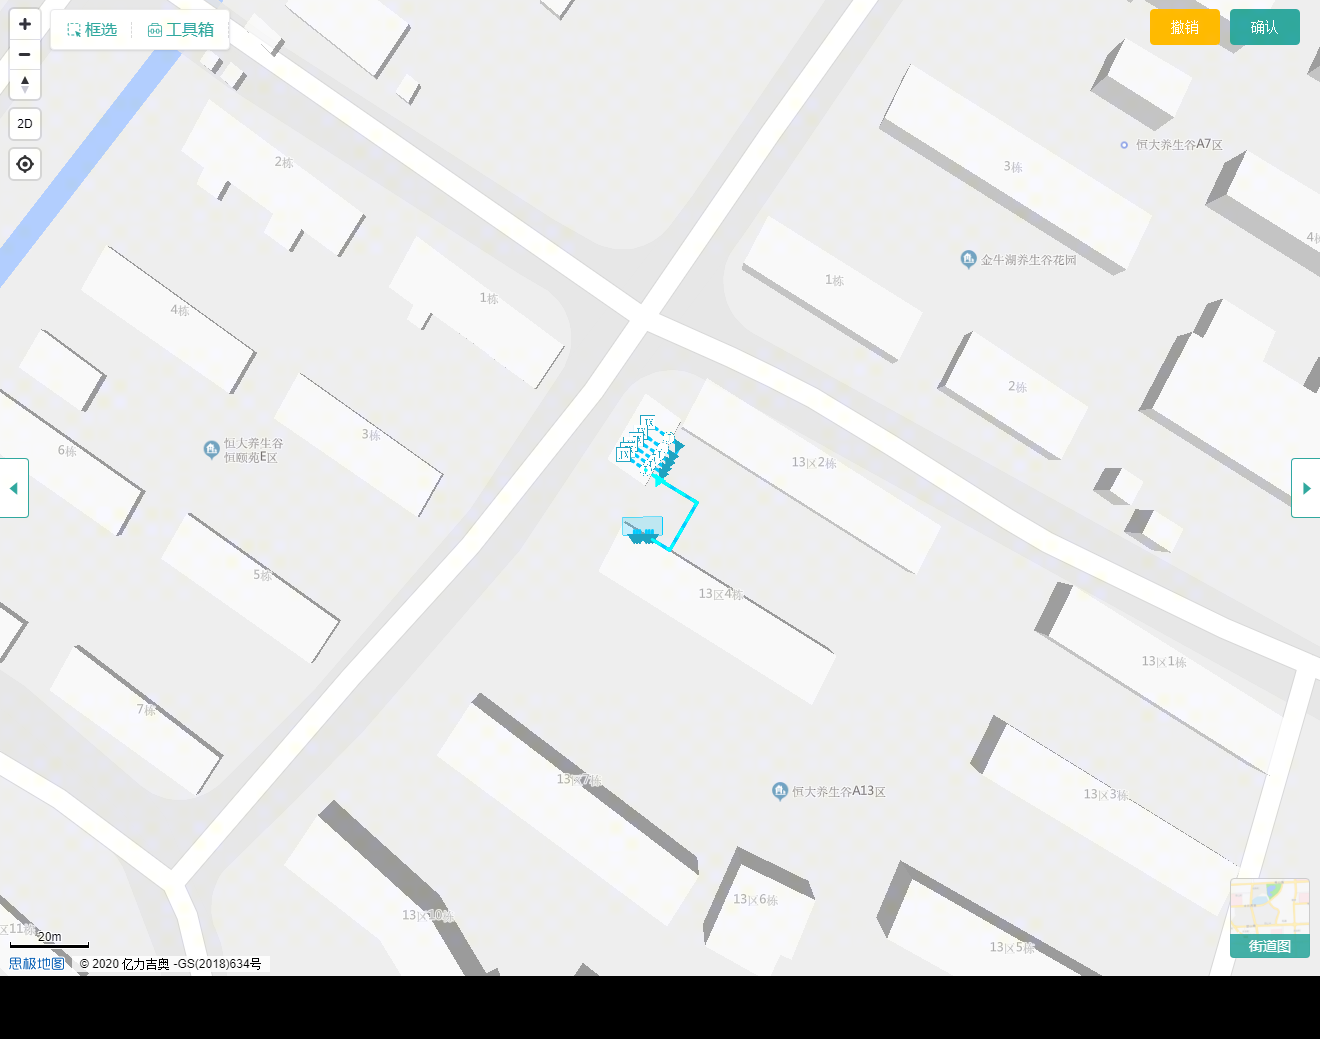 +
框选
工具箱
撤销
确认
−
2D
2栋
3栋
恒大养生谷A7区
4栋
金牛湖养生谷花园
1栋
1栋
4栋
2栋
3栋
恒大养生谷
恒颐苑E区
6栋
13区2栋
5栋
13区4栋
13区1栋
7栋
13区7栋
恒大养生谷A13区
13区3栋
13区6栋
13区10栋
区11栋
13区5栋
20m
街道图
思极地图
© 2020 亿力吉奥 -GS(2018)634号